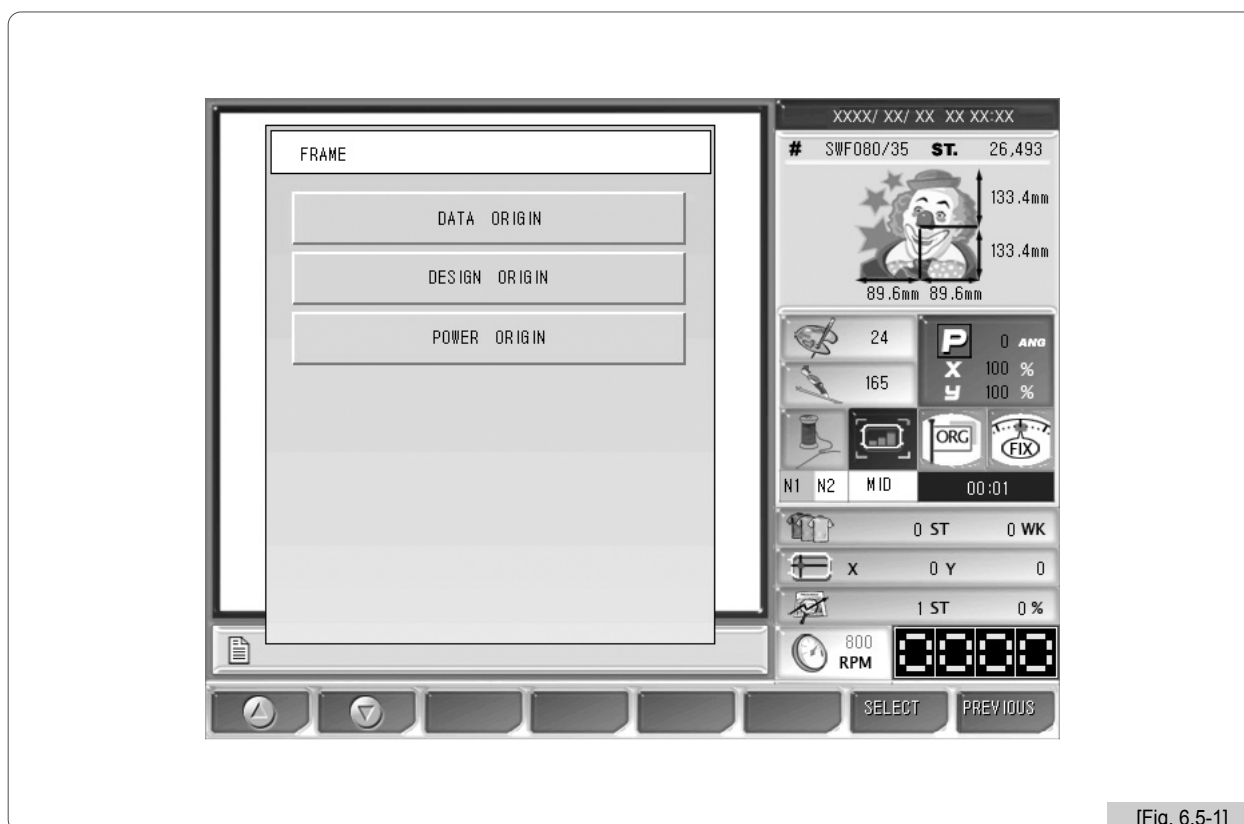 FRAME
DATA ORIGIN
DESIGN ORIGIN
POWER ORIGIN
XXXX/ XX/ XX XX XX:XX
# SWF080/35 ST. 26,493
133.4mm
133.4mm
89.6mm 89.6mm
24
165
P 0 ANG
X 100 %
Y 100 %
ORG
FIX
N1 N2 MID 00:01
0 ST 0 WK
X 0 Y 0
1 ST 0 %
800
RPM
0000
SELECT PREVIOUS
[Fig. 6.5-1]